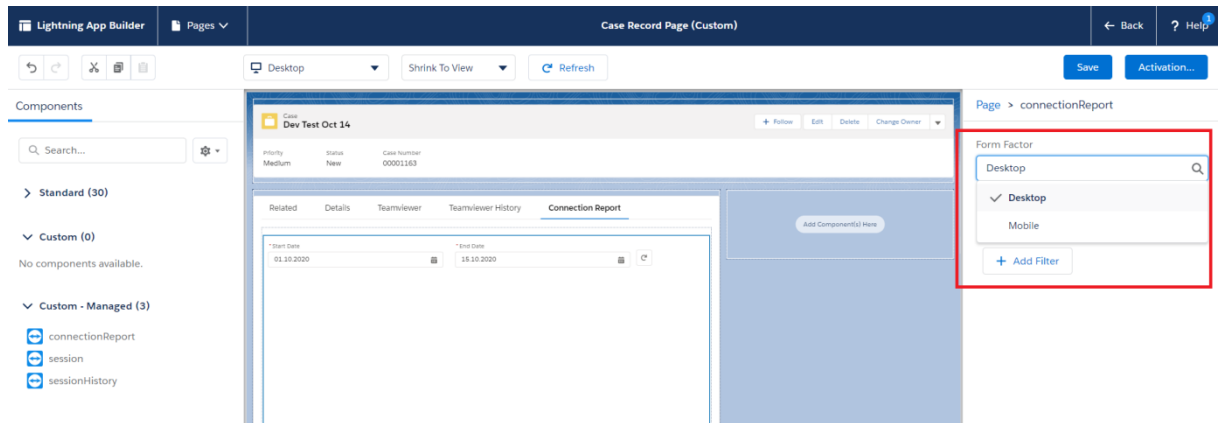 Lightning App Builder
Pages
Case Record Page (Custom)
Back
? Help
1
Desktop
Shrink To View
Refresh
Save
Activation...
Components
Search...
Standard (30)
Custom (0)
No components available.
Custom - Managed (3)
connectionReport
session
sessionHistory
Case
Dev Test Oct 14
+ Follow
Edit
Delete
Change Owner
Priority
Status
Case Number
Medium
New
00001163
Related
Details
Teamviewer
Teamviewer History
Connection Report
* Start Date
* End Date
01.10.2020
15.10.2020
Add Component(s) Here
Page > connectionReport
Form Factor
Desktop
Desktop
Mobile
+ Add Filter